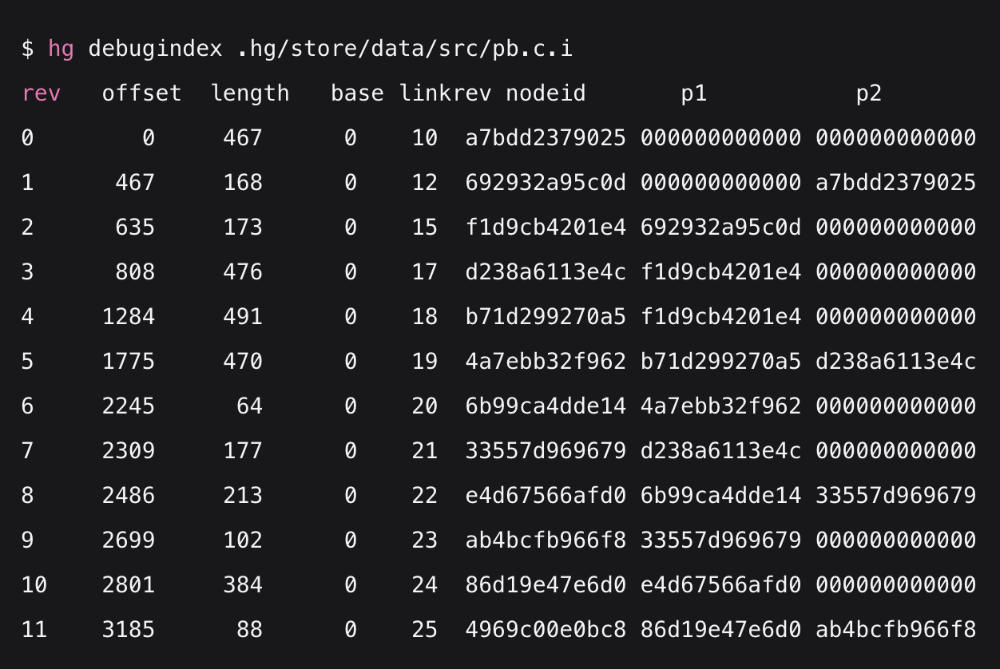 $ hg debugindex .hg/store/data/src/pb.c.i
rev   offset  length   base linkrev nodeid       p1           p2
0        0     467      0    10  a7bdd2379025 000000000000 000000000000
1      467     168      0    12  692932a95c0d 000000000000 a7bdd2379025
2      635     173      0    15  f1d9cb4201e4 692932a95c0d 000000000000
3      808     476      0    17  d238a6113e4c f1d9cb4201e4 000000000000
4     1284     491      0    18  b71d299270a5 f1d9cb4201e4 000000000000
5     1775     470      0    19  4a7ebb32f962 b71d299270a5 d238a6113e4c
6     2245      64      0    20  6b99ca4dde14 4a7ebb32f962 000000000000
7     2309     177      0    21  33557d969679 d238a6113e4c 000000000000
8     2486     213      0    22  e4d67566afd0 6b99ca4dde14 33557d969679
9     2699     102      0    23  ab4bcfb966f8 33557d969679 000000000000
10    2801     384      0    24  86d19e47e6d0 e4d67566afd0 000000000000
11    3185      88      0    25  4969c00e0bc8 86d19e47e6d0 ab4bcfb966f8